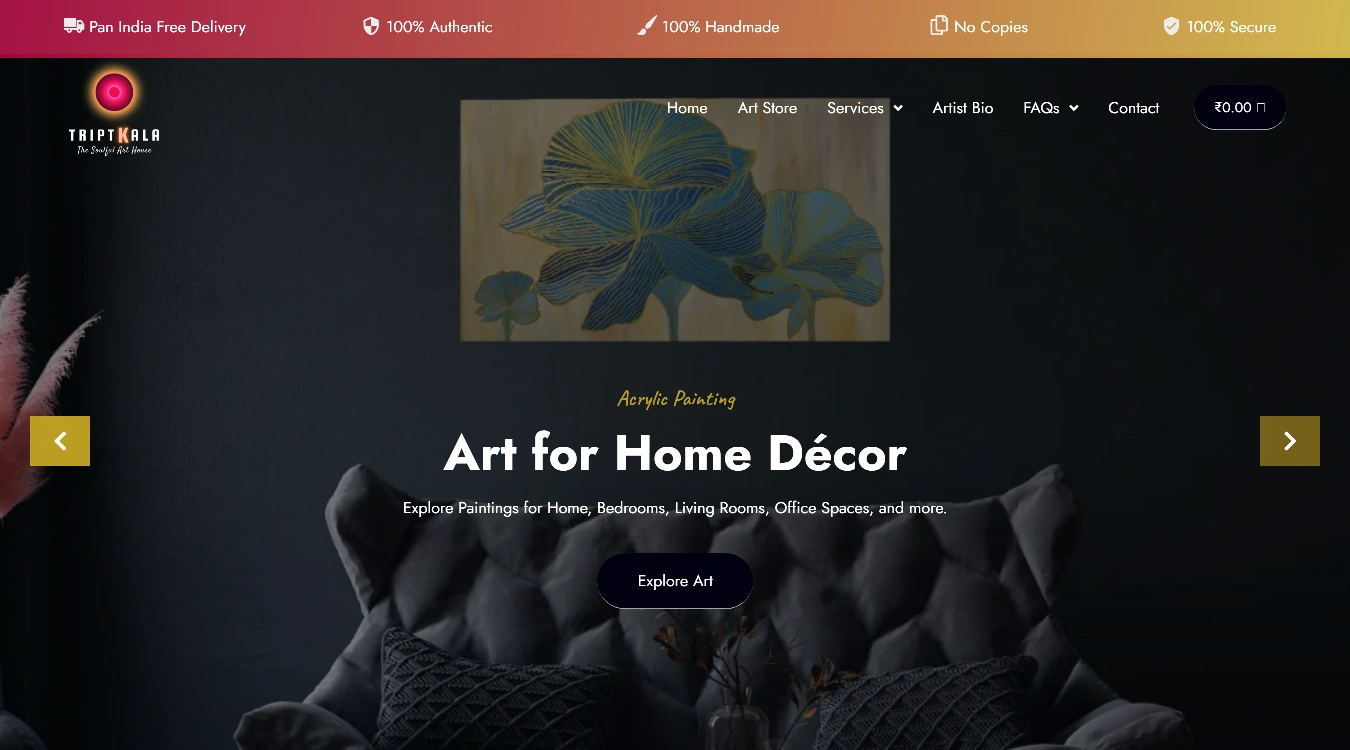 Pan India Free Delivery
100% Authentic
100% Handmade
No Copies
100% Secure
TRIPTKALA
The Soulful Art House
Home
Art Store
Services
Artist Bio
FAQs
Contact
₹0.00
Acrylic Painting
Art for Home Décor
Explore Paintings for Home, Bedrooms, Living Rooms, Office Spaces, and more.
Explore Art